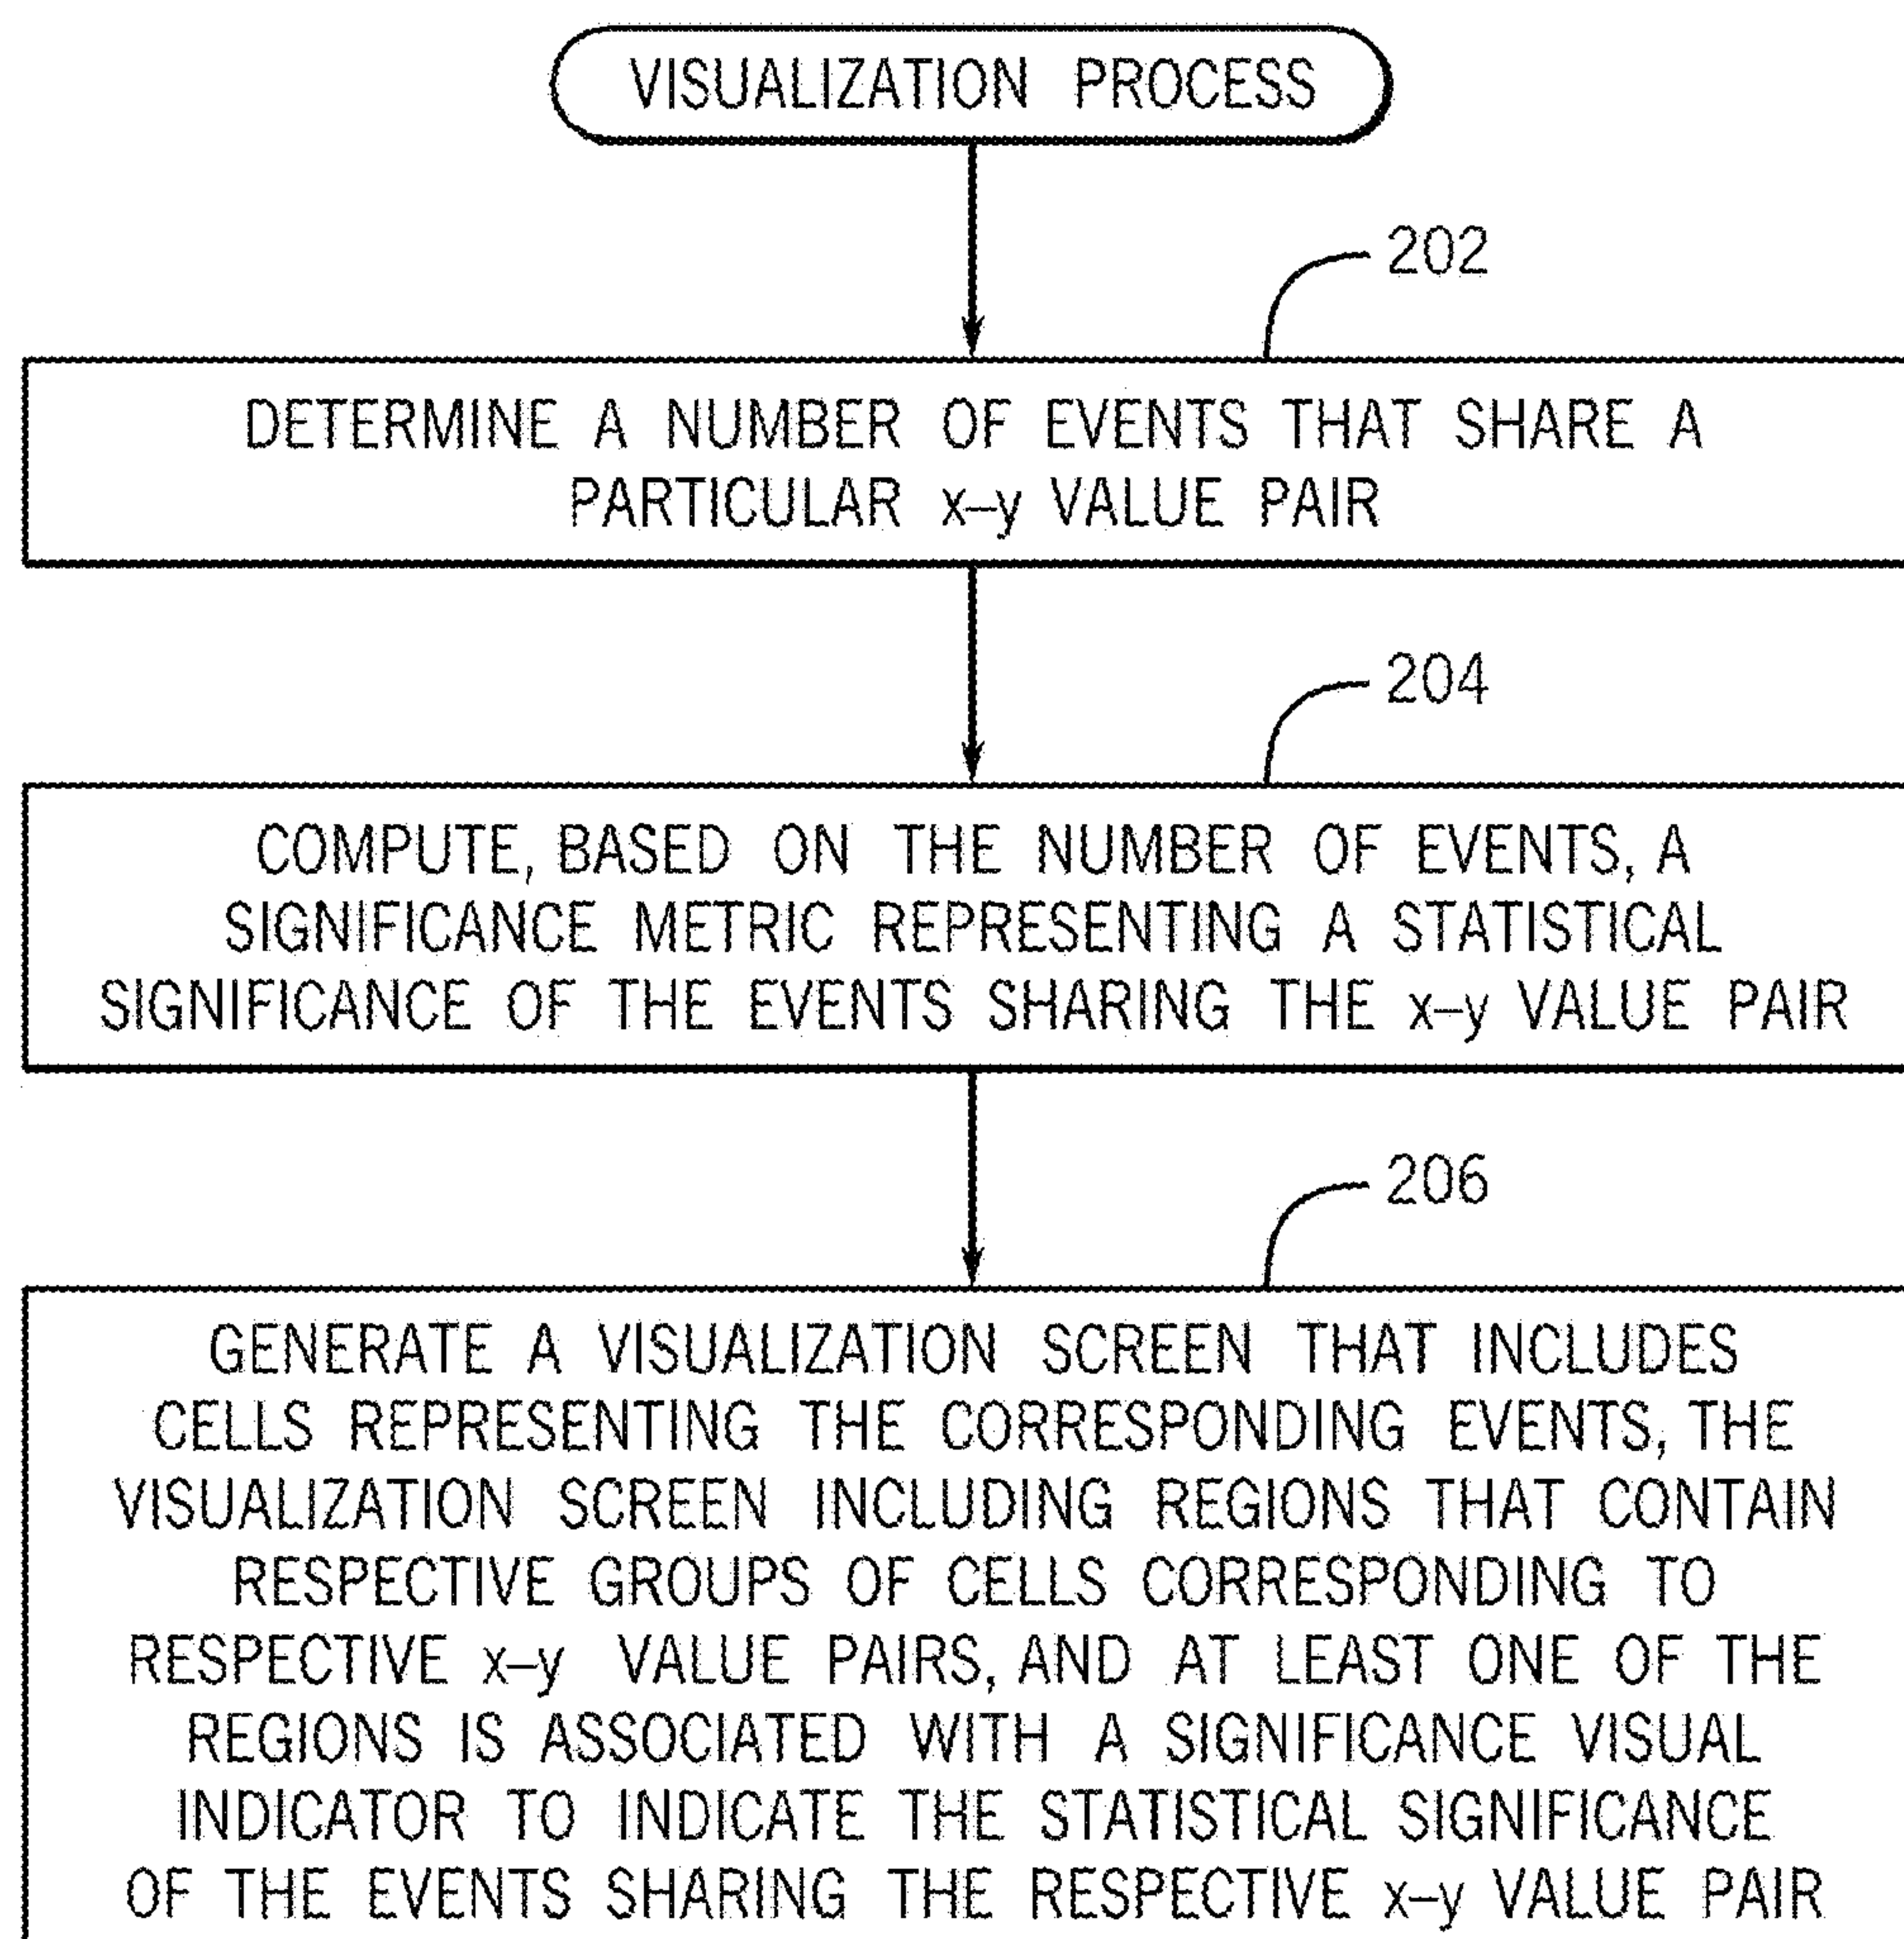 VISUALIZATION PROCESS
202
DETERMINE A NUMBER OF EVENTS THAT SHARE A
PARTICULAR x–y VALUE PAIR
204
COMPUTE, BASED ON THE NUMBER OF EVENTS, A
SIGNIFICANCE METRIC REPRESENTING A STATISTICAL
SIGNIFICANCE OF THE EVENTS SHARING THE x–y VALUE PAIR
206
GENERATE A VISUALIZATION SCREEN THAT INCLUDES
CELLS REPRESENTING THE CORRESPONDING EVENTS, THE
VISUALIZATION SCREEN INCLUDING REGIONS THAT CONTAIN
RESPECTIVE GROUPS OF CELLS CORRESPONDING TO
RESPECTIVE x–y VALUE PAIRS, AND AT LEAST ONE OF THE
REGIONS IS ASSOCIATED WITH A SIGNIFICANCE VISUAL
INDICATOR TO INDICATE THE STATISTICAL SIGNIFICANCE
OF THE EVENTS SHARING THE RESPECTIVE x–y VALUE PAIR